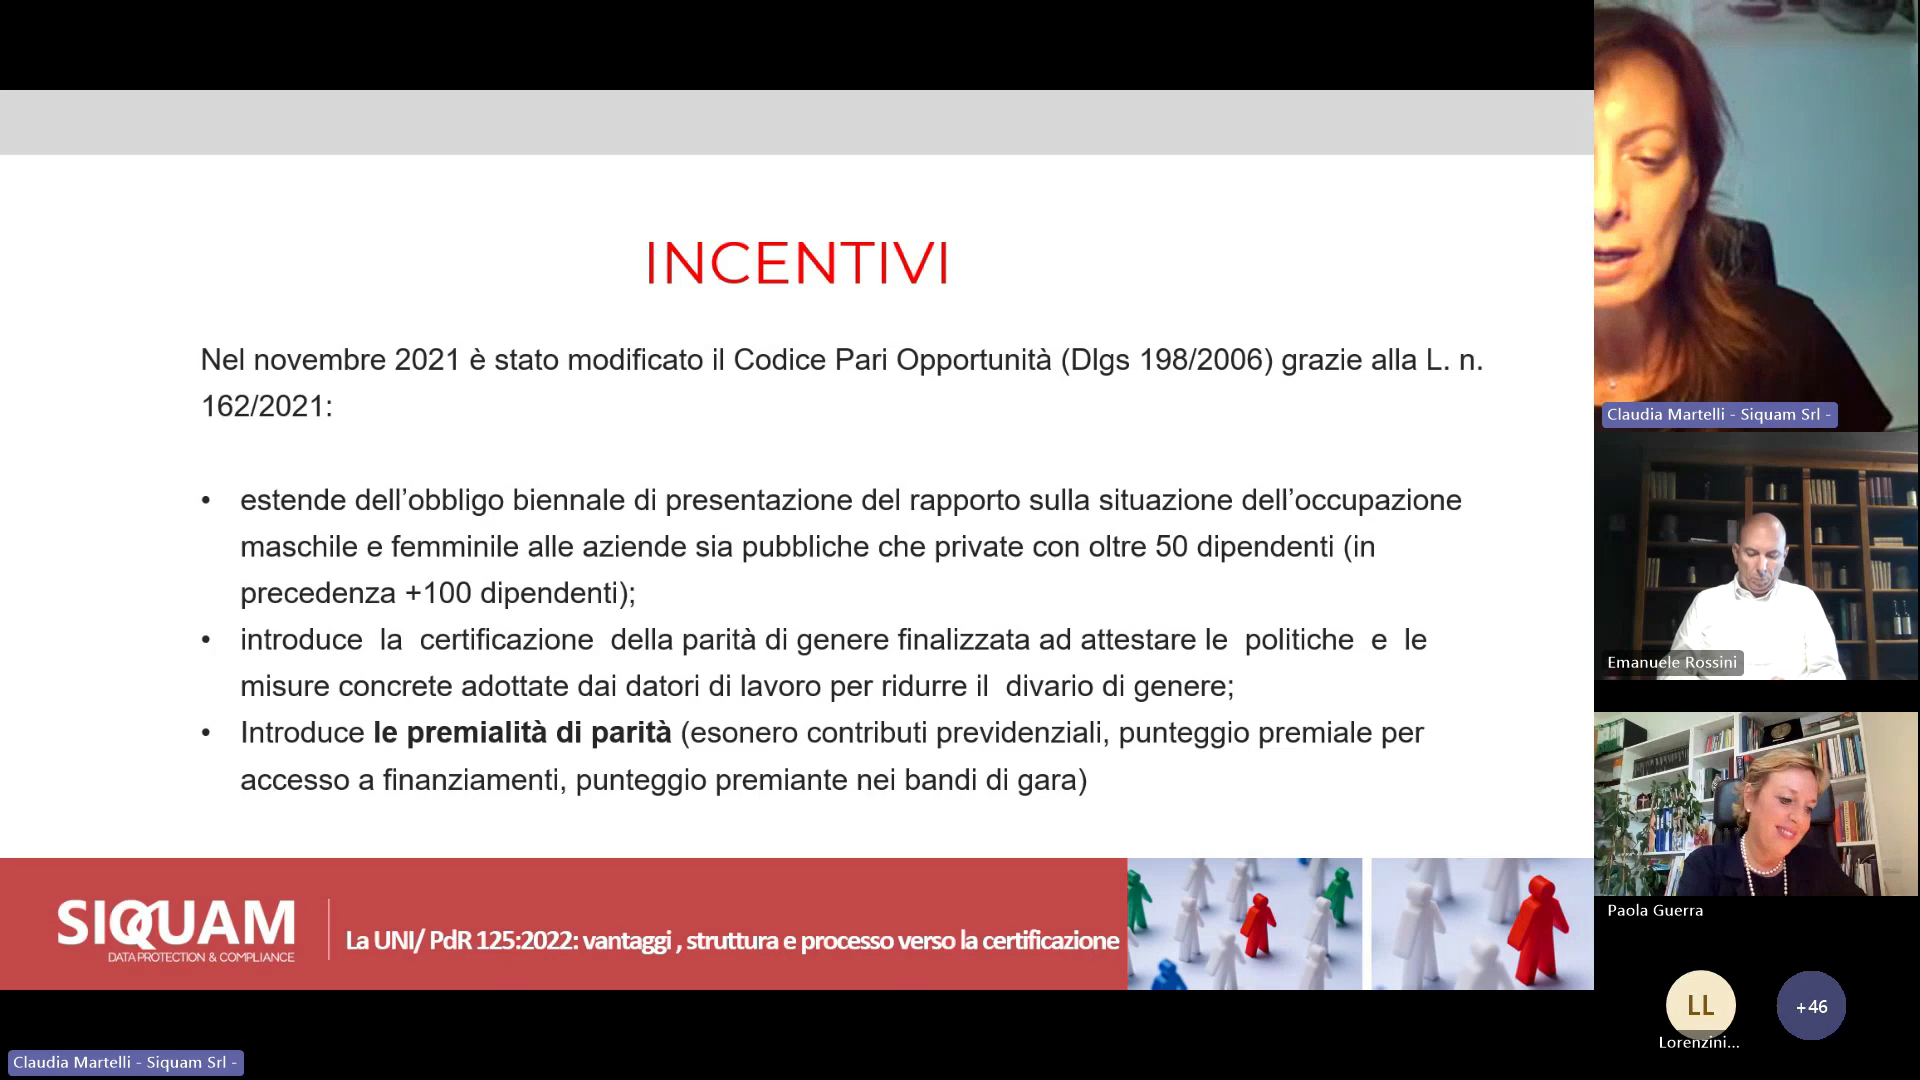 INCENTIVI
Nel novembre 2021 è stato modificato il Codice Pari Opportunità (Dlgs 198/2006) grazie alla L. n.
162/2021:
• estende dell’obbligo biennale di presentazione del rapporto sulla situazione dell’occupazione
maschile e femminile alle aziende sia pubbliche che private con oltre 50 dipendenti (in
precedenza +100 dipendenti);
• introduce la certificazione della parità di genere finalizzata ad attestare le politiche e le
misure concrete adottate dai datori di lavoro per ridurre il divario di genere;
• Introduce le premialità di parità (esonero contributi previdenziali, punteggio premiale per
accesso a finanziamenti, punteggio premiante nei bandi di gara)
SIQUAM
DATA PROTECTION & COMPLIANCE
La UNI/ PdR 125:2022: vantaggi , struttura e processo verso la certificazione
Claudia Martelli - Siquam Srl -
Claudia Martelli - Siquam Srl -
Emanuele Rossini
Paola Guerra
LL
Lorenzini...
+46